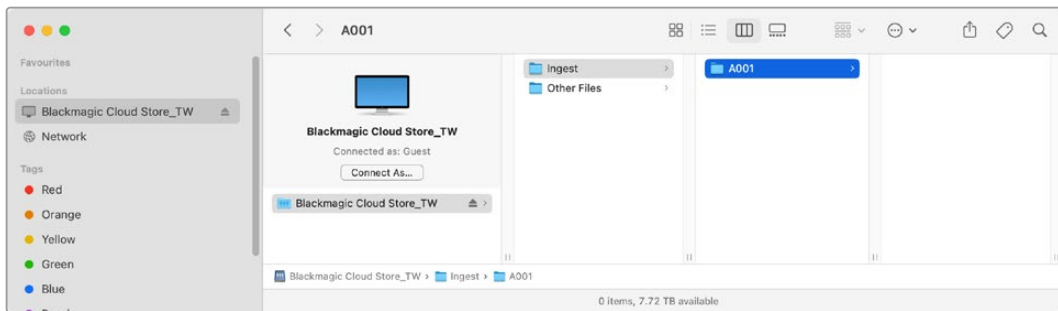 A001
Favourites
Locations
Blackmagic Cloud Store_TW
Network
Tags
Red
Orange
Yellow
Green
Blue
Blackmagic Cloud Store_TW
Connected as: Guest
Connect As...
Blackmagic Cloud Store_TW
Ingest
Other Files
A001
Blackmagic Cloud Store_TW › Ingest › A001
0 items, 7.72 TB available